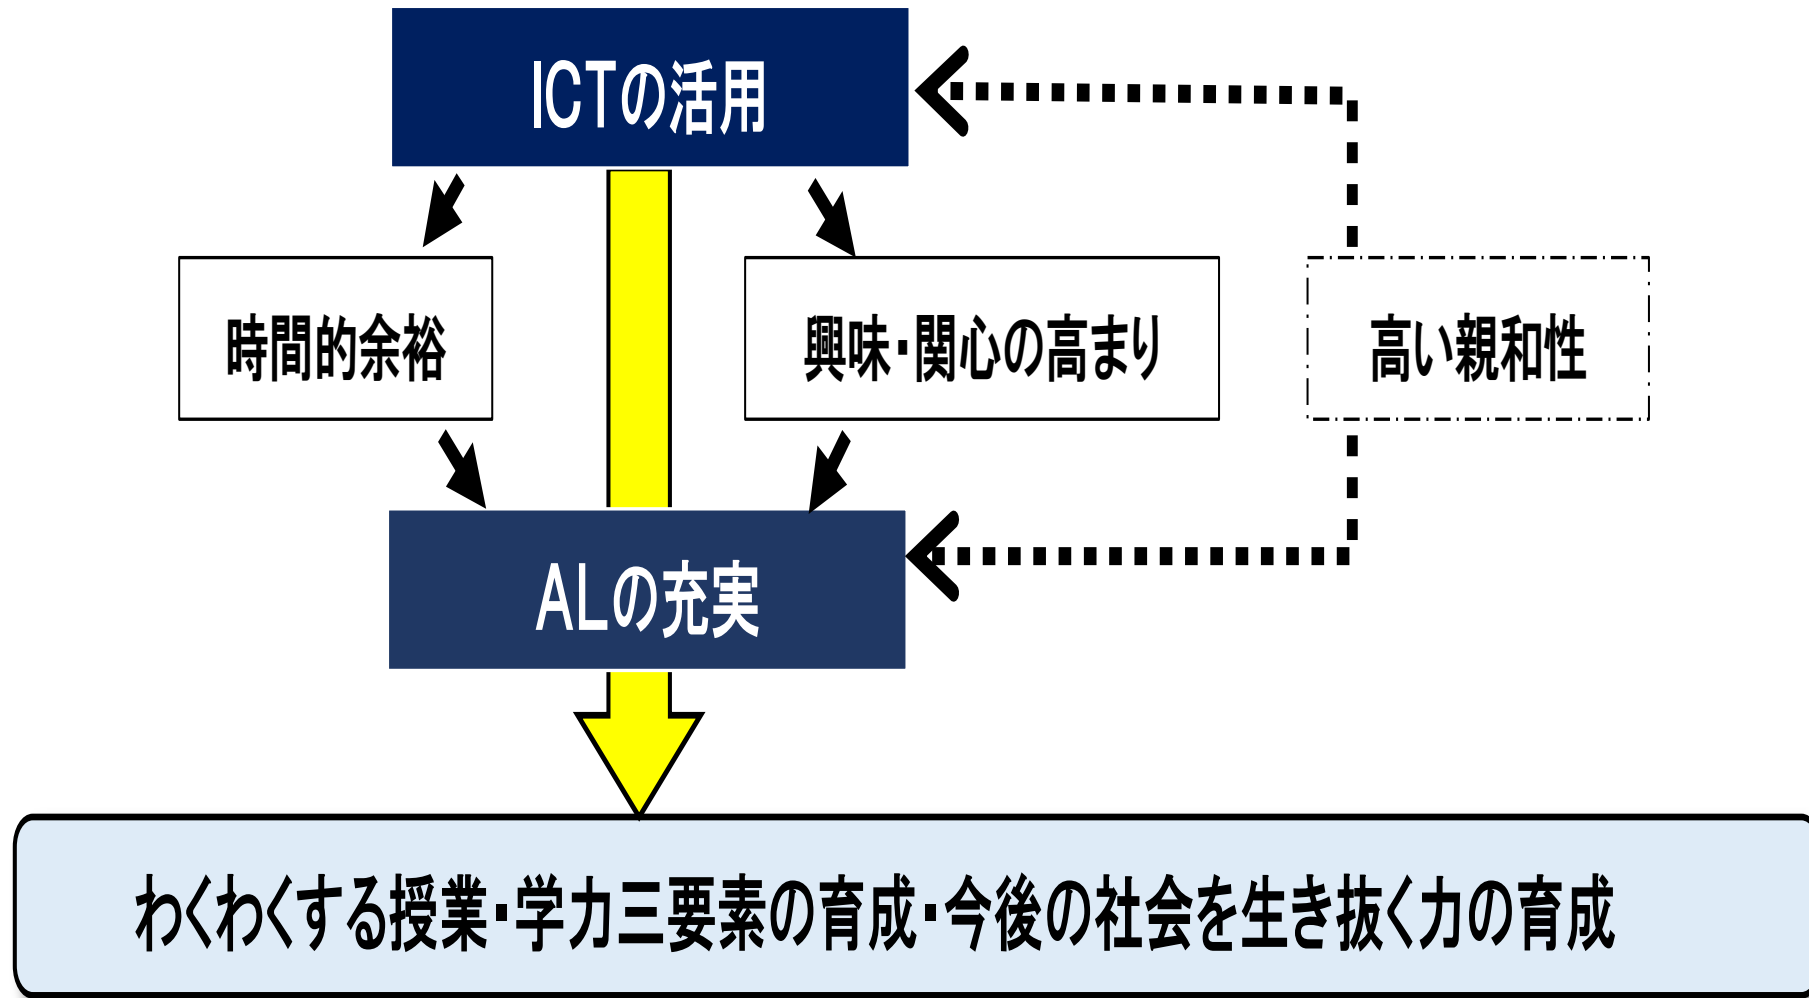 ICTの活用
時間的余裕
興味・関心の高まり
高い親和性
ALの充実
わくわくする授業・学力三要素の育成・今後の社会を生き抜く力の育成